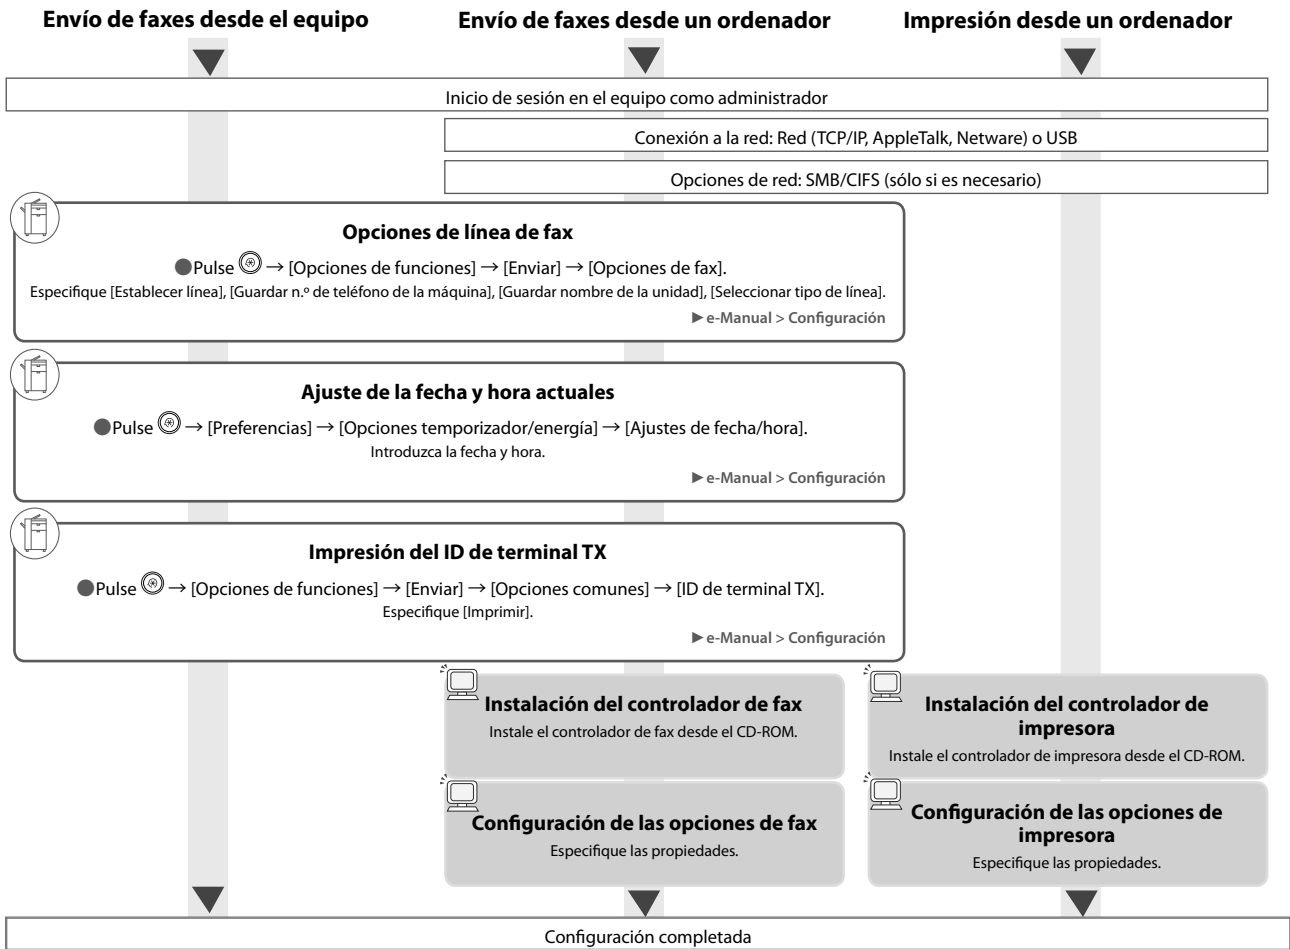 Envío de faxes desde el equipo
Envío de faxes desde un ordenador
Impresión desde un ordenador
Inicio de sesión en el equipo como administrador
Conexión a la red: Red (TCP/IP, AppleTalk, Netware) o USB
Opciones de red: SMB/CIFS (sólo si es necesario)
Opciones de línea de fax
●Pulse → [Opciones de funciones] → [Enviar] → [Opciones de fax].
Especifique [Establecer línea], [Guardar n.º de teléfono de la máquina], [Guardar nombre de la unidad], [Seleccionar tipo de línea].
►e-Manual > Configuración
Ajuste de la fecha y hora actuales
●Pulse → [Preferencias] → [Opciones temporizador/energía] → [Ajustes de fecha/hora].
Introduzca la fecha y hora.
►e-Manual > Configuración
Impresión del ID de terminal TX
●Pulse → [Opciones de funciones] → [Enviar] → [Opciones comunes] → [ID de terminal TX].
Especifique [Imprimir].
►e-Manual > Configuración
Instalación del controlador de fax
Instale el controlador de fax desde el CD-ROM.
Instalación del controlador de
impresora
Instale el controlador de impresora desde el CD-ROM.
Configuración de las opciones de fax
Especifique las propiedades.
Configuración de las opciones de
impresora
Especifique las propiedades.
Configuración completada